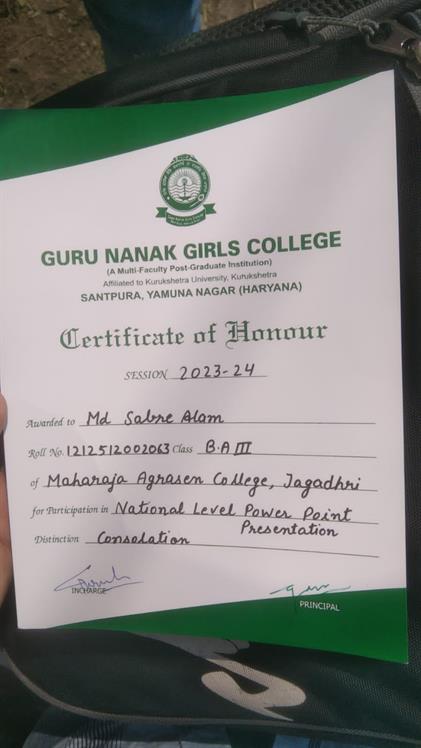 GURU NANAK GIRLS COLLEGE
(A Multi-Faculty Post-Graduate Institution)
Affiliated to Kurukshetra University, Kurukshetra
SANTPURA, YAMUNA NAGAR (HARYANA)
Certificate of Honour
SESSION 2023-24
Awarded to Md Sabre Alam
Roll No. 1212512002063 Class B.A III
of Maharaja Agrasen College, Jagadhri
for Participation in National Level Power Point
Presentation
Distinction Consolation
INCHARGE
PRINCIPAL